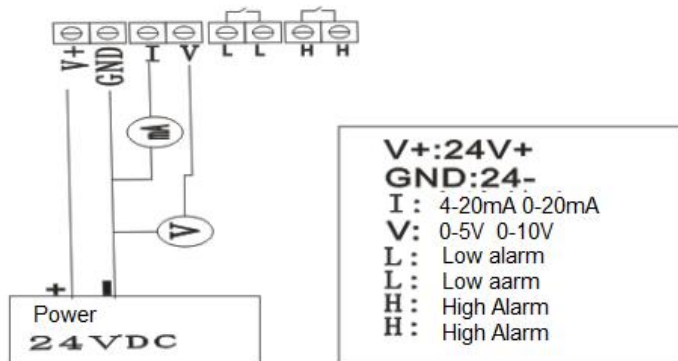 V+ GND I V L L H H
mA
V
+ -
Power
24VDC
V+:24V+
GND:24-
I: 4-20mA 0-20mA
V: 0-5V 0-10V
L: Low alarm
L: Low aarm
H: High Alarm
H: High Alarm